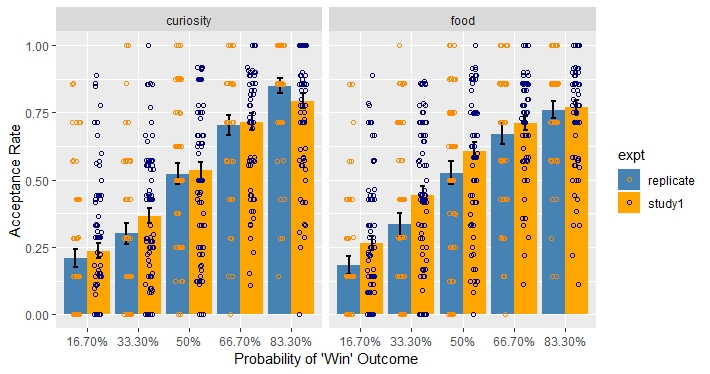 curiosity food
1.00
0.75
0.50
0.25
0.00
Acceptance Rate
16.70% 33.30% 50% 66.70% 83.30% 16.70% 33.30% 50% 66.70% 83.30%
Probability of 'Win' Outcome
expt
replicate
study1